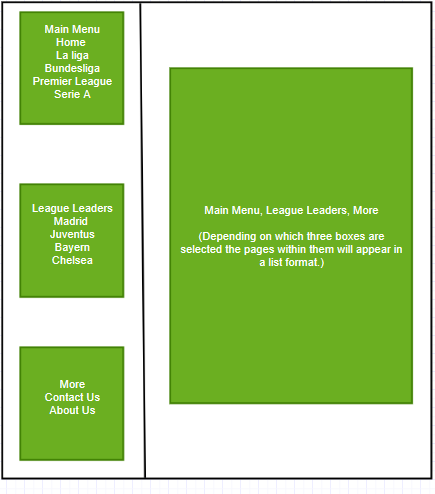 Main Menu
Home
La liga
Bundesliga
Premier League
Serie A
League Leaders
Madrid
Juventus
Bayern
Chelsea
More
Contact Us
About Us
Main Menu, League Leaders, More
(Depending on which three boxes are
selected the pages within them will appear in
a list format.)